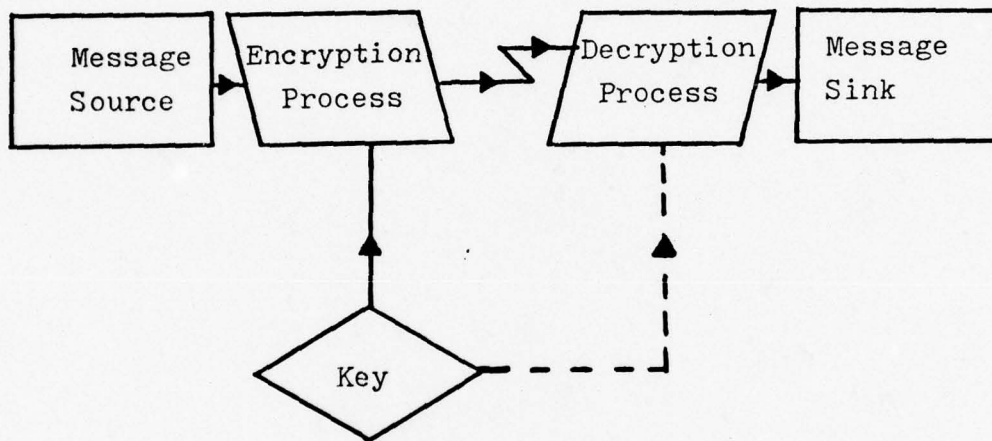 Message
Source
Encryption
Process
Decryption
Process
Message
Sink
Key